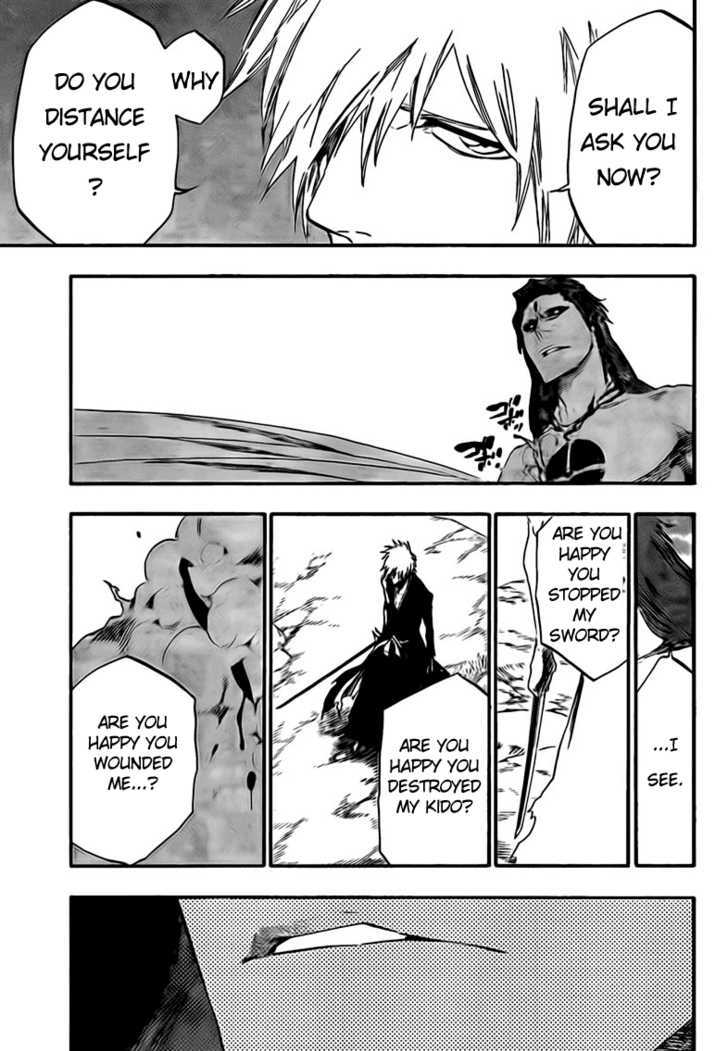 SHALL I
ASK YOU
NOW?
WHY
DO YOU
DISTANCE
YOURSELF
?
...I
SEE.
ARE YOU
HAPPY
YOU
STOPPED
MY
SWORD?
ARE YOU
HAPPY YOU
DESTROYED
MY KIDO?
ARE YOU
HAPPY YOU
WOUNDED
ME...?